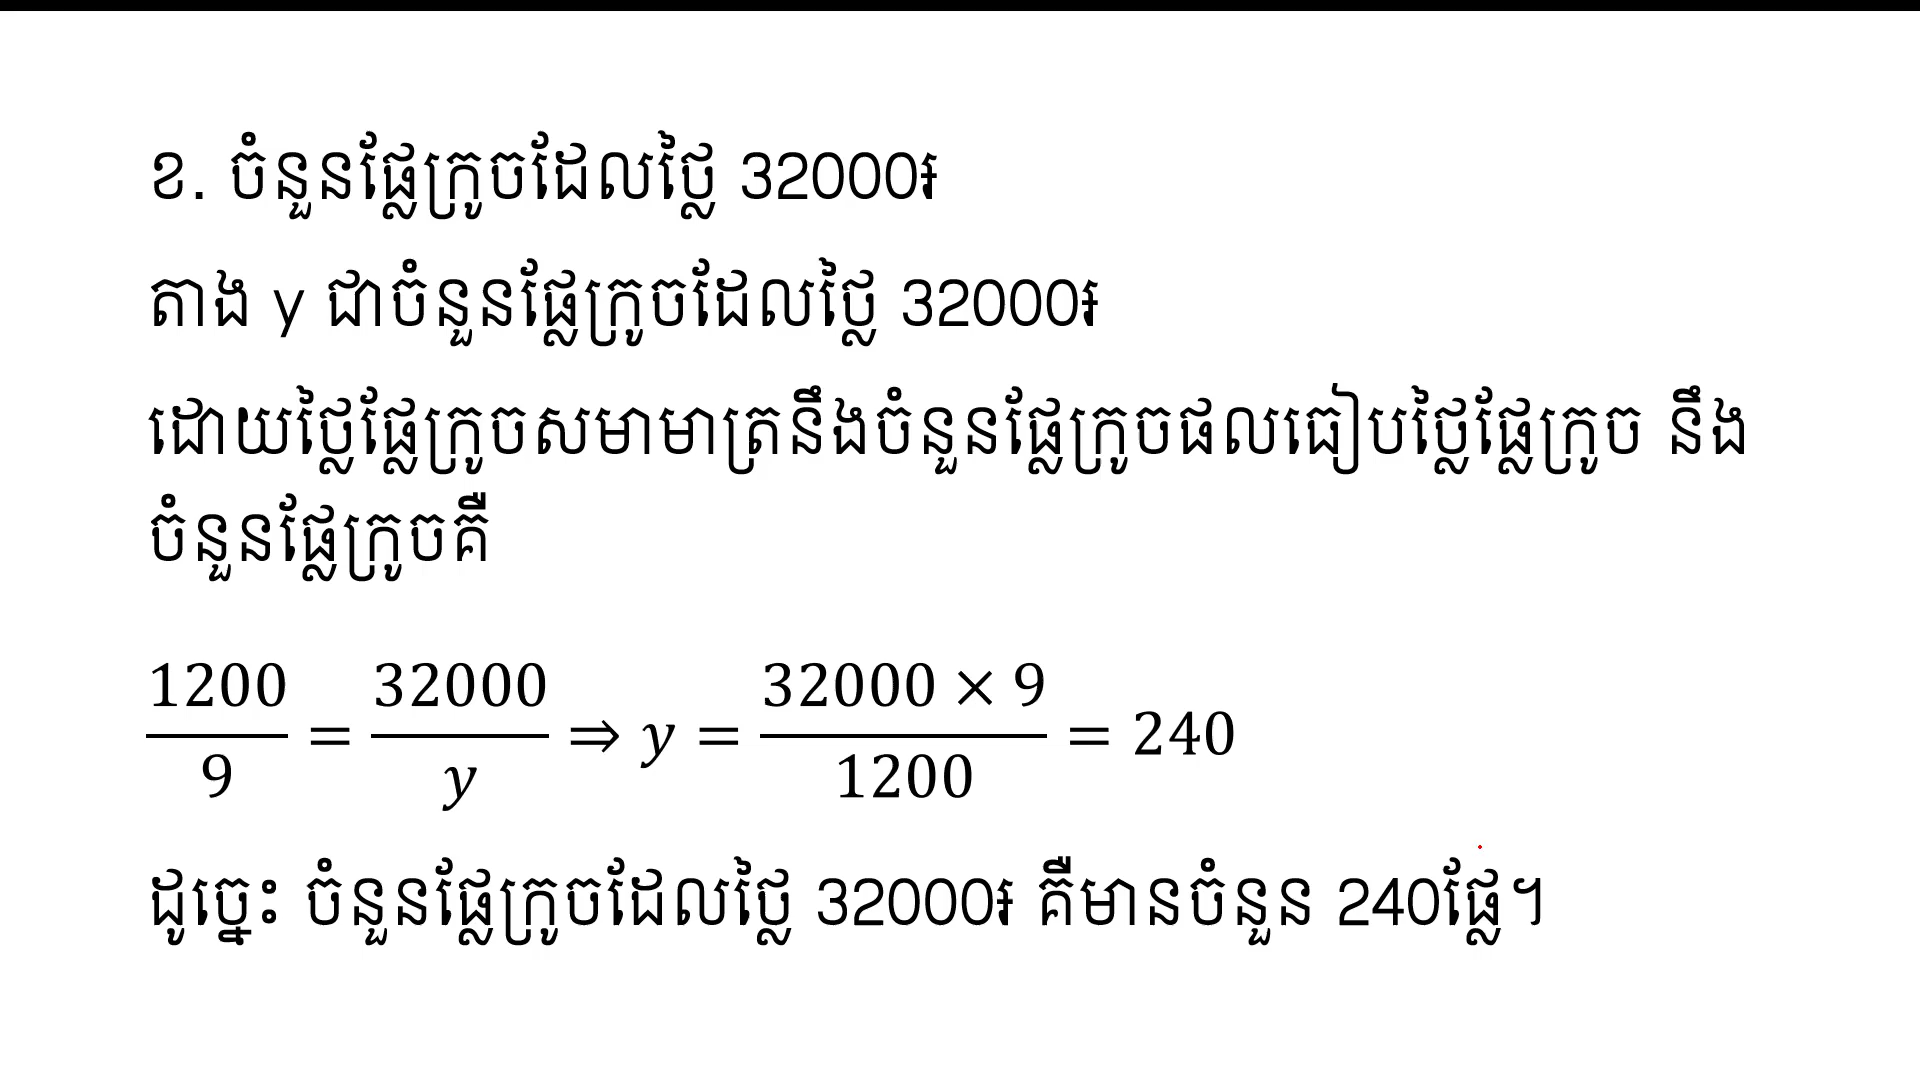 ខ. ចំនួនផ្លែក្រូចដែលថ្លៃ 32000៛
តាង y ជាចំនួនផ្លែក្រូចដែលថ្លៃ 32000៛
ដោយថ្លៃផ្លែក្រូចសមាមាត្រនឹងចំនួនផ្លែក្រូចផលធៀបថ្លៃផ្លែក្រូច នឹង
ចំនួនផ្លែក្រូចគឺ
1200/9 = 32000/y ⇒ y = (32000 × 9)/1200 = 240
ដូច្នេះ ចំនួនផ្លែក្រូចដែលថ្លៃ 32000៛ គឺមានចំនួន 240ផ្លែ។